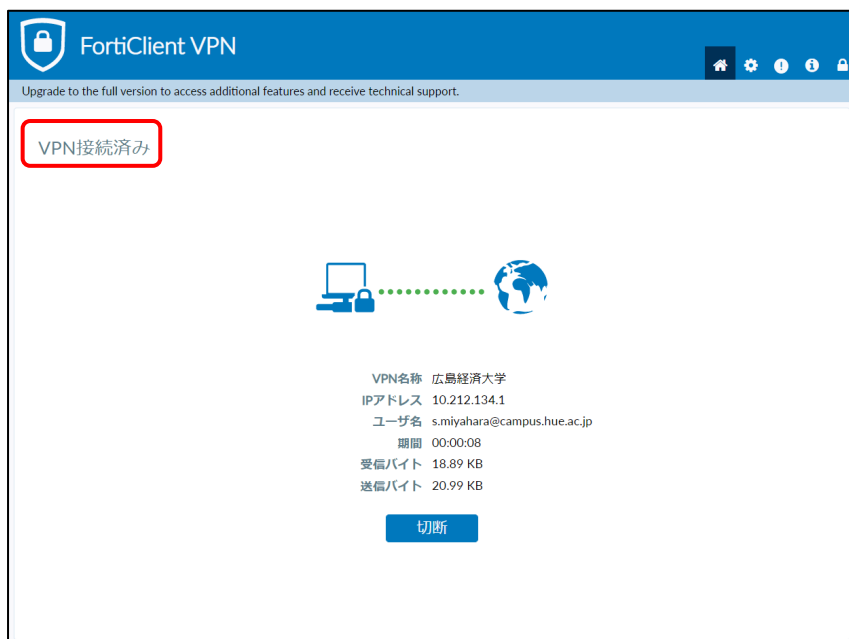 FortiClient VPN
Upgrade to the full version to access additional features and receive technical support.
VPN接続済み
VPN名称 広島経済大学
IPアドレス 10.212.134.1
ユーザ名 s.miyahara@campus.hue.ac.jp
期間 00:00:08
受信バイト 18.89 KB
送信バイト 20.99 KB
切断